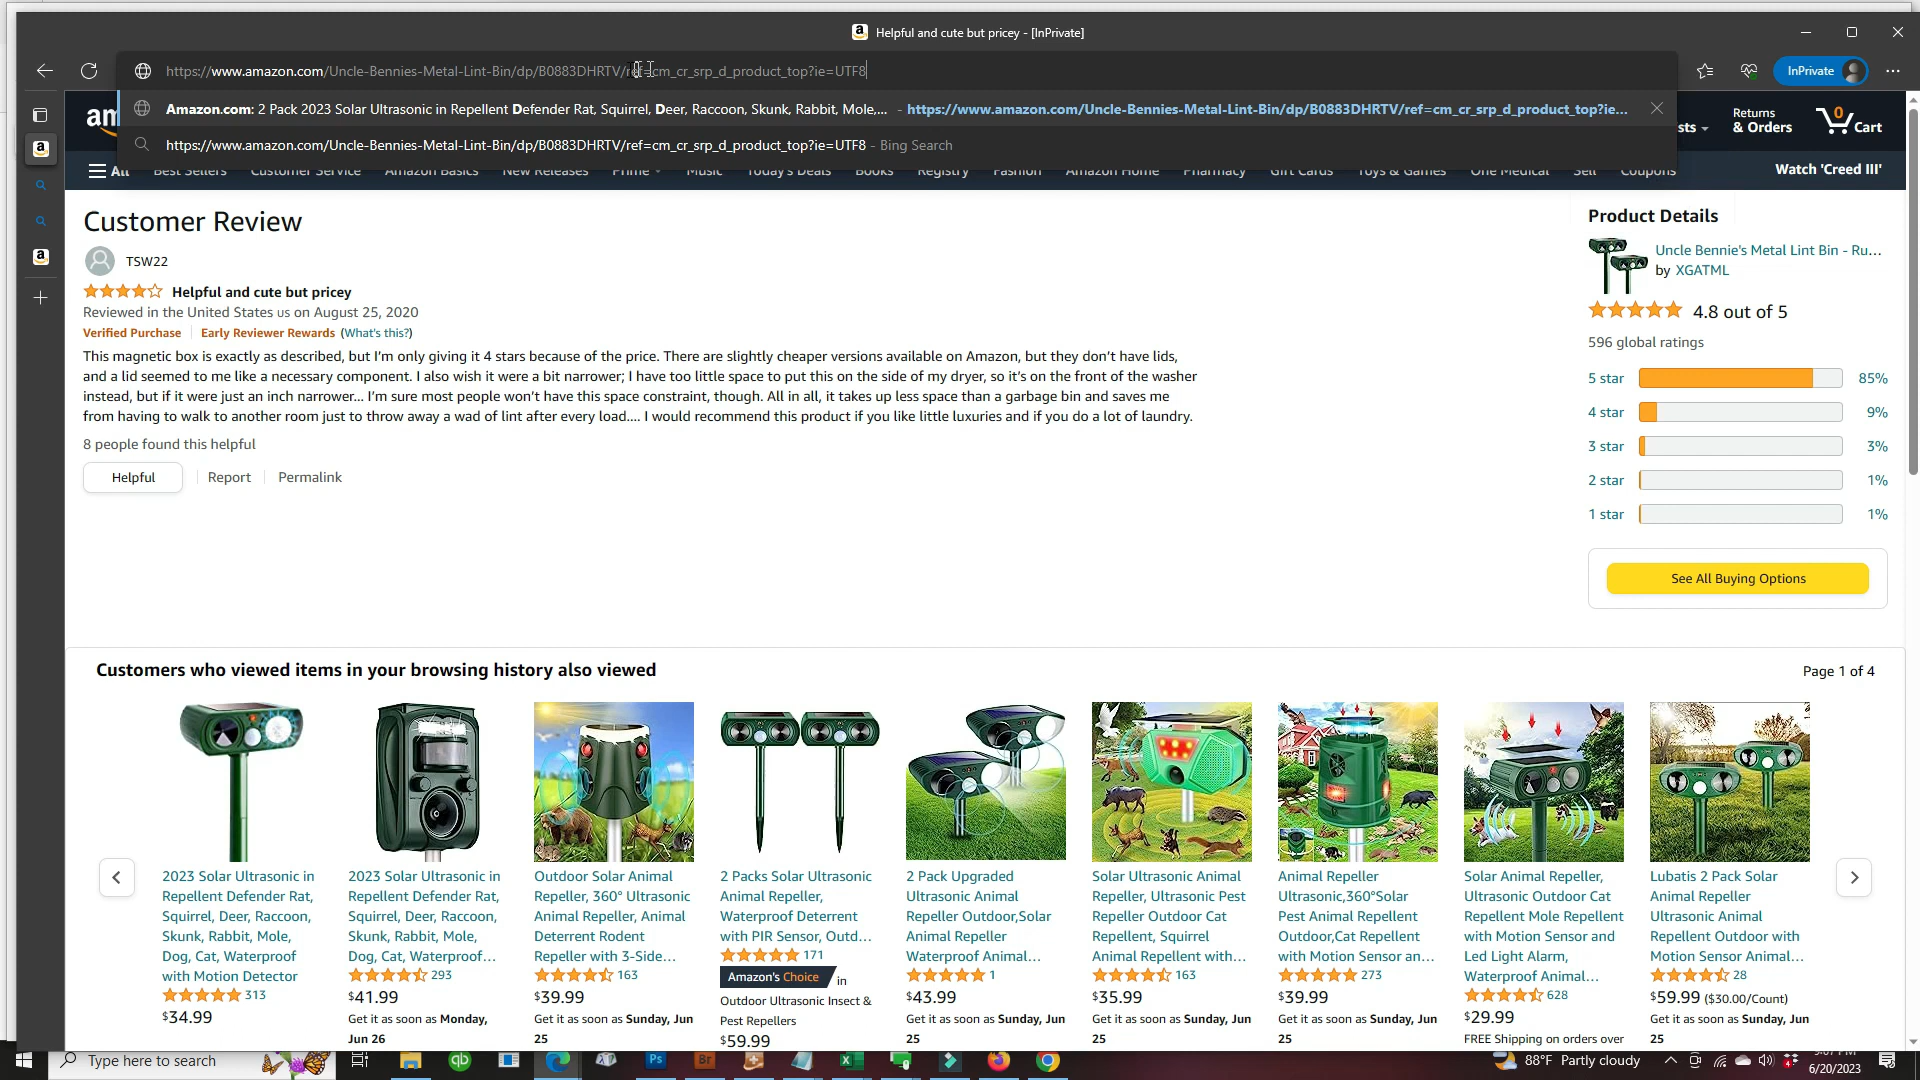 Helpful and cute but pricey - [InPrivate]
https://www.amazon.com/Uncle-Bennies-Metal-Lint-Bin/dp/B0883DHRTV/ref=cm_cr_srp_d_product_top?ie=UTF8
InPrivate
Amazon.com: 2 Pack 2023 Solar Ultrasonic in Repellent Defender Rat, Squirrel, Deer, Raccoon, Skunk, Rabbit, Mole,... - https://www.amazon.com/Uncle-Bennies-Metal-Lint-Bin/dp/B0883DHRTV/ref=cm_cr_srp_d_product_top?ie...
https://www.amazon.com/Uncle-Bennies-Metal-Lint-Bin/dp/B0883DHRTV/ref=cm_cr_srp_d_product_top?ie=UTF8 - Bing Search
am
sts
Returns
& Orders
0
Cart
All Best Sellers Customer Service Amazon Basics New Releases Prime Music Today's Deals Books Registry Fashion Amazon Home Pharmacy Gift Cards Toys & Games One Medical Sell Coupons
Watch 'Creed III'
Customer Review
TSW22
Helpful and cute but pricey
Reviewed in the United States us on August 25, 2020
Verified Purchase | Early Reviewer Rewards (What's this?)
This magnetic box is exactly as described, but I'm only giving it 4 stars because of the price. There are slightly cheaper versions available on Amazon, but they don't have lids,
and a lid seemed to me like a necessary component. I also wish it were a bit narrower; I have too little space to put this on the side of my dryer, so it's on the front of the washer
instead, but if it were just an inch narrower... I'm sure most people won't have this space constraint, though. All in all, it takes up less space than a garbage bin and saves me
from having to walk to another room just to throw away a wad of lint after every load.... I would recommend this product if you like little luxuries and if you do a lot of laundry.
8 people found this helpful
Helpful | Report | Permalink
Product Details
Uncle Bennie's Metal Lint Bin - Ru...
by XGATML
4.8 out of 5
596 global ratings
5 star 85%
4 star 9%
3 star 3%
2 star 1%
1 star 1%
See All Buying Options
Customers who viewed items in your browsing history also viewed
Page 1 of 4
2023 Solar Ultrasonic in
Repellent Defender Rat,
Squirrel, Deer, Raccoon,
Skunk, Rabbit, Mole,
Dog, Cat, Waterproof
with Motion Detector
313
$34.99
2023 Solar Ultrasonic in
Repellent Defender Rat,
Squirrel, Deer, Raccoon,
Skunk, Rabbit, Mole,
Dog, Cat, Waterproof...
293
$41.99
Get it as soon as Monday,
Jun 26
Outdoor Solar Animal
Repeller, 360° Ultrasonic
Animal Repeller, Animal
Deterrent Rodent
Repeller with 3-Side...
163
$39.99
Get it as soon as Sunday, Jun
25
2 Packs Solar Ultrasonic
Animal Repeller,
Waterproof Deterrent
with PIR Sensor, Outd...
171
Amazon's Choice in
Outdoor Ultrasonic Insect &
Pest Repellers
$59.99
2 Pack Upgraded
Ultrasonic Animal
Repeller Outdoor,Solar
Animal Repeller
Waterproof Animal...
1
$43.99
Get it as soon as Sunday, Jun
25
Solar Ultrasonic Animal
Repeller, Ultrasonic Pest
Repeller Outdoor Cat
Repellent, Squirrel
Animal Repellent with...
163
$35.99
Get it as soon as Sunday, Jun
25
Animal Repeller
Ultrasonic,360°Solar
Pest Animal Repellent
Outdoor,Cat Repellent
with Motion Sensor an...
273
$39.99
Get it as soon as Sunday, Jun
25
Solar Animal Repeller,
Ultrasonic Outdoor Cat
Repellent Mole Repellent
with Motion Sensor and
Led Light Alarm,
Waterproof Animal...
628
$29.99
FREE Shipping on orders over
Lubatis 2 Pack Solar
Animal Repeller
Ultrasonic Animal
Repellent Outdoor with
Motion Sensor Animal...
28
$59.99 ($30.00/Count)
Get it as soon as Sunday, Jun
25
Type here to search
88°F Partly cloudy
6/20/2023